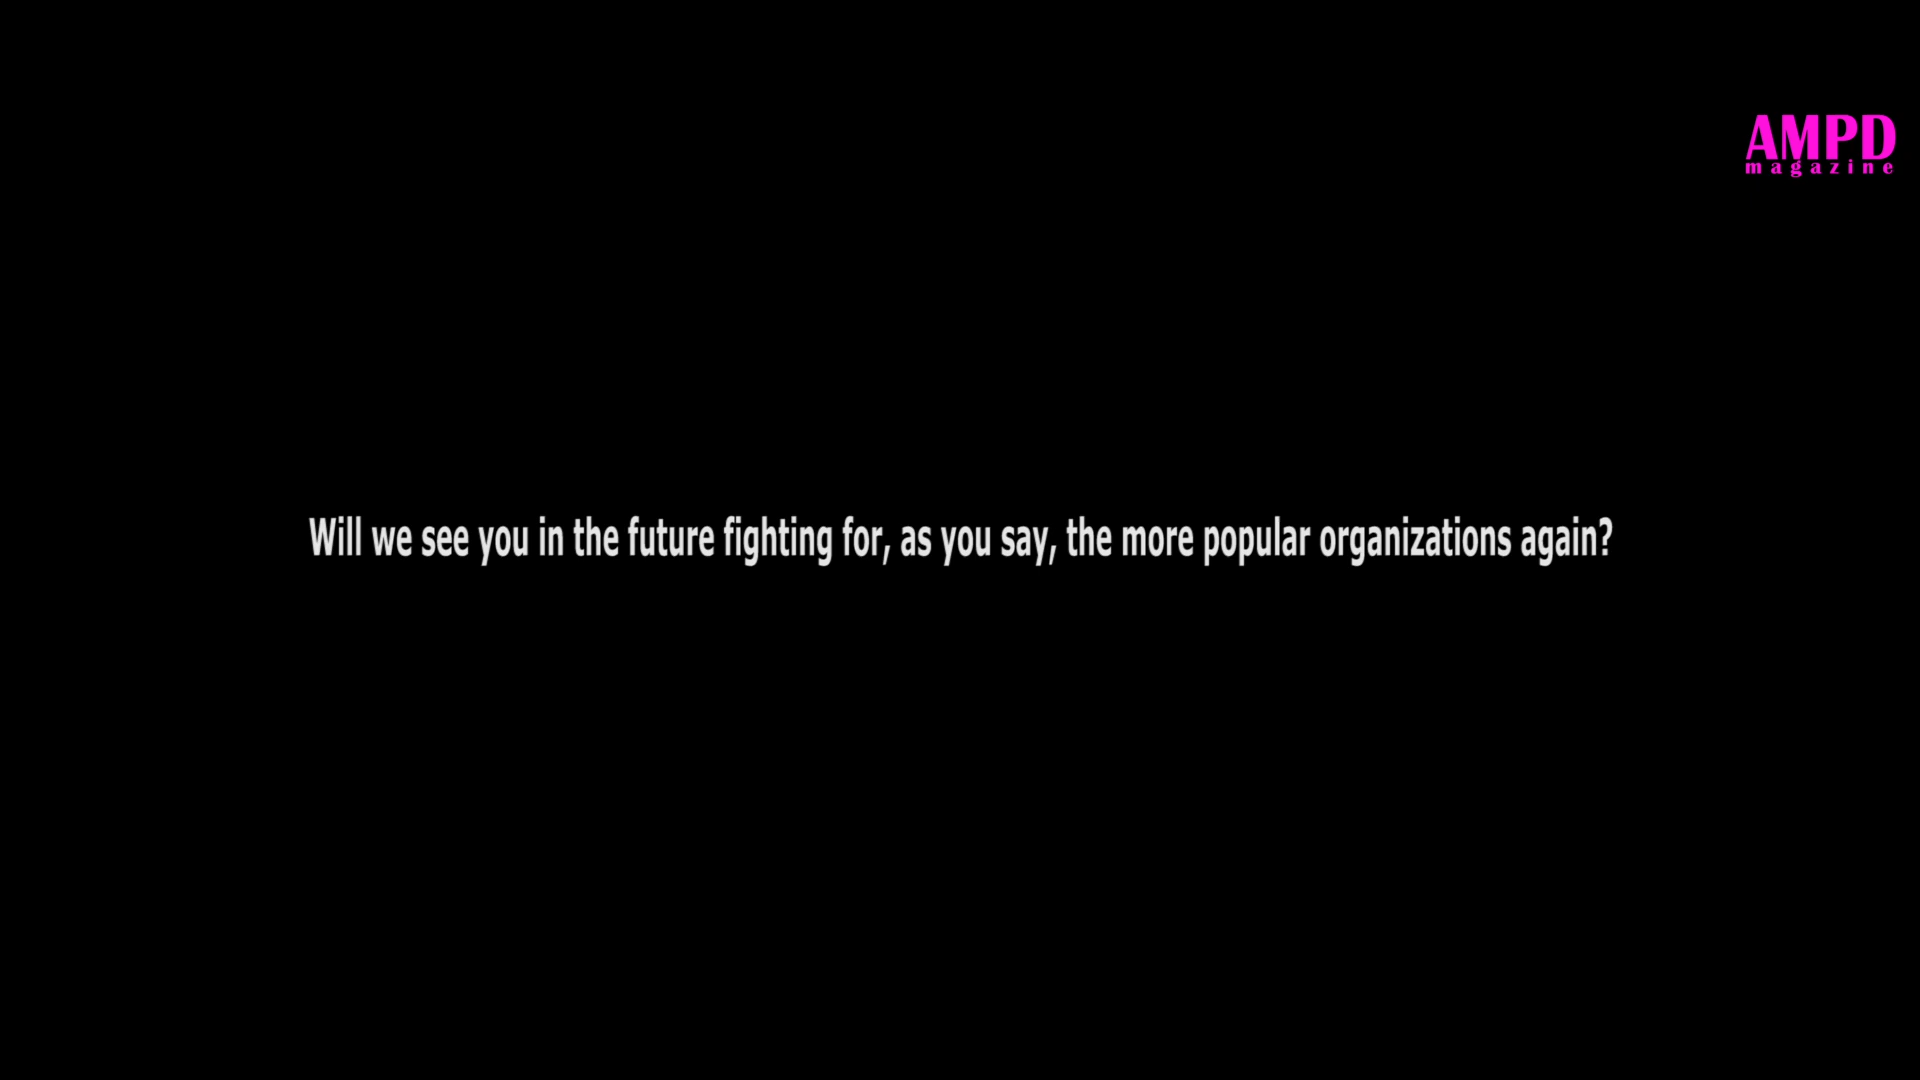 AMPD
magazine
Will we see you in the future fighting for, as you say, the more popular organizations again?